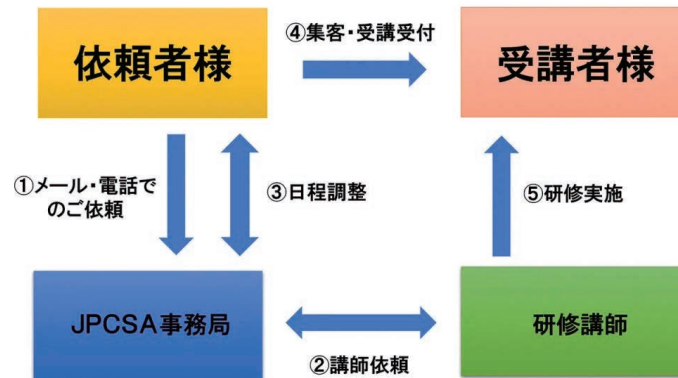 ④集客・受講受付
依頼者様
受講者様
①メール・電話で
のご依頼
③日程調整
⑤研修実施
JPCSA事務局
研修講師
②講師依頼